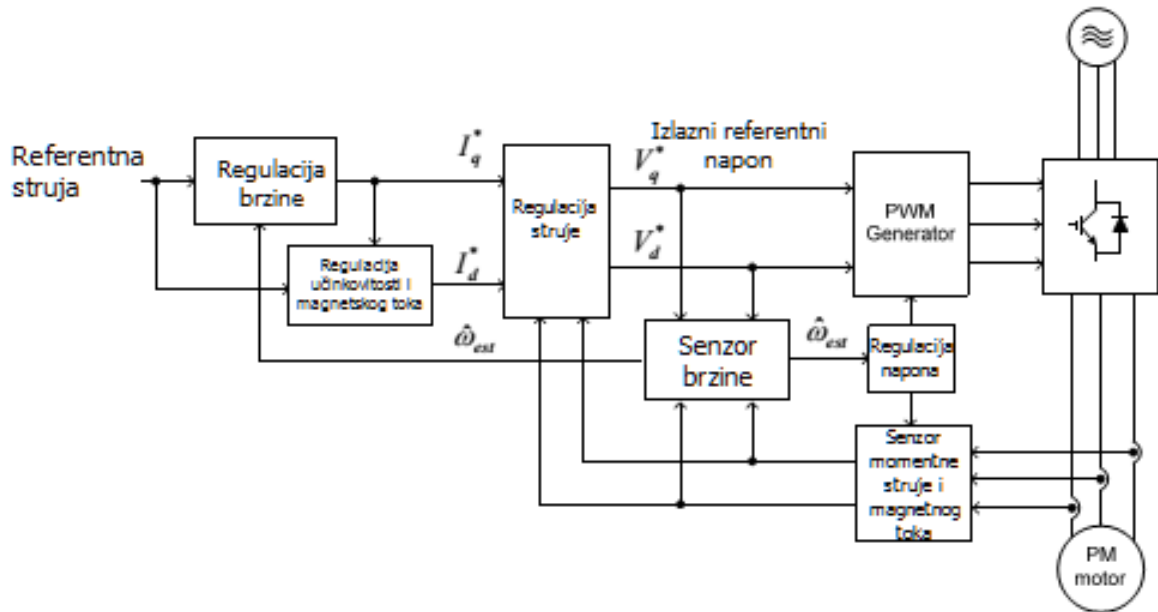 Referentna
struja
Regulacija
brzine
I*q
Regulacija
učinkovitosti i
magnetskog toka
I*d
Regulacija
struje
Izlazni referentni
napon
V*q
V*d
PWM
Generator
ω̂est
Senzor
brzine
ω̂est
Regulacija
napona
Senzor
momentne
struje i
magnetnog
toka
PM
motor